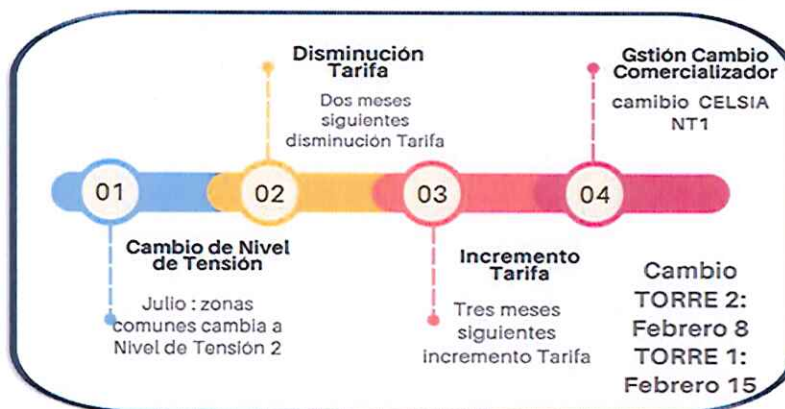 Disminución
Tarifa
Dos meses
siguientes
disminución Tarifa
Gstión Cambio
Comercializador
camibio CELSIA
NT1
01
02
03
04
Cambio de Nivel
de Tensión
Julio : zonas
comunes cambia a
Nivel de Tensión 2
Incremento
Tarifa
Tres meses
siguientes
incremento Tarifa
Cambio
TORRE 2:
Febrero 8
TORRE 1:
Febrero 15